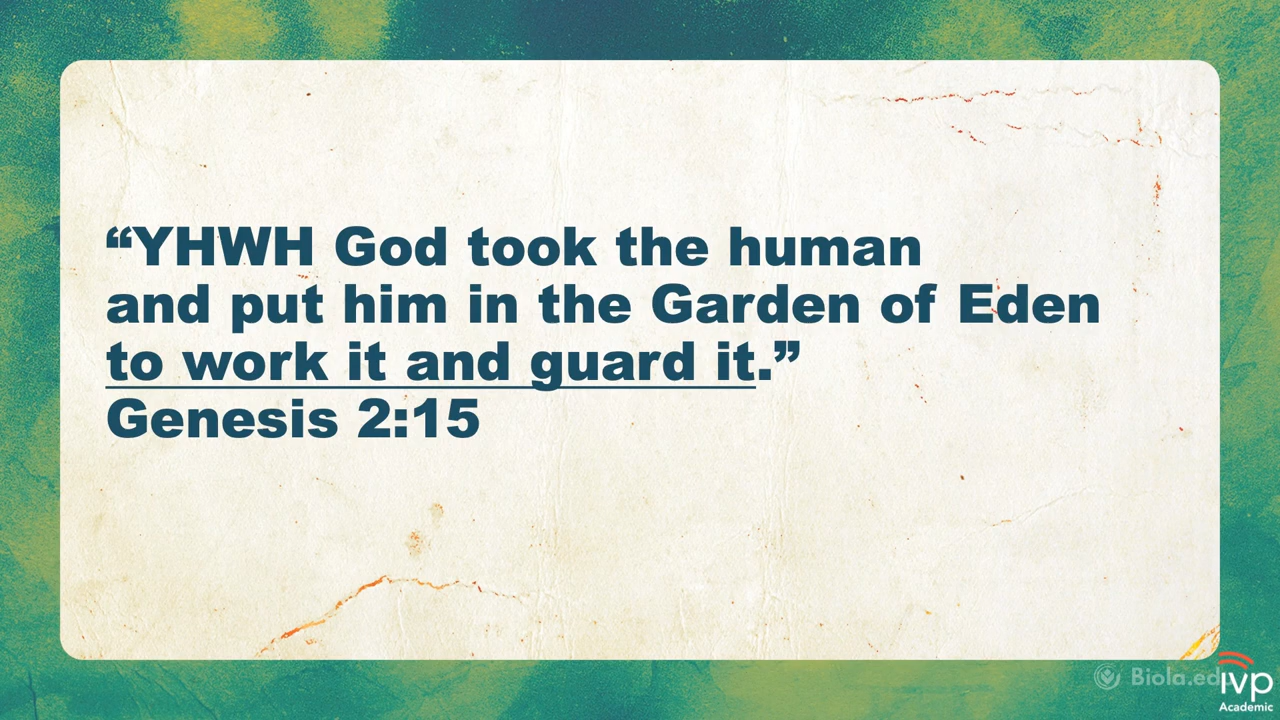 “YHWH God took the human
and put him in the Garden of Eden
to work it and guard it.”
Genesis 2:15
Biola.ed
ivp
Academic